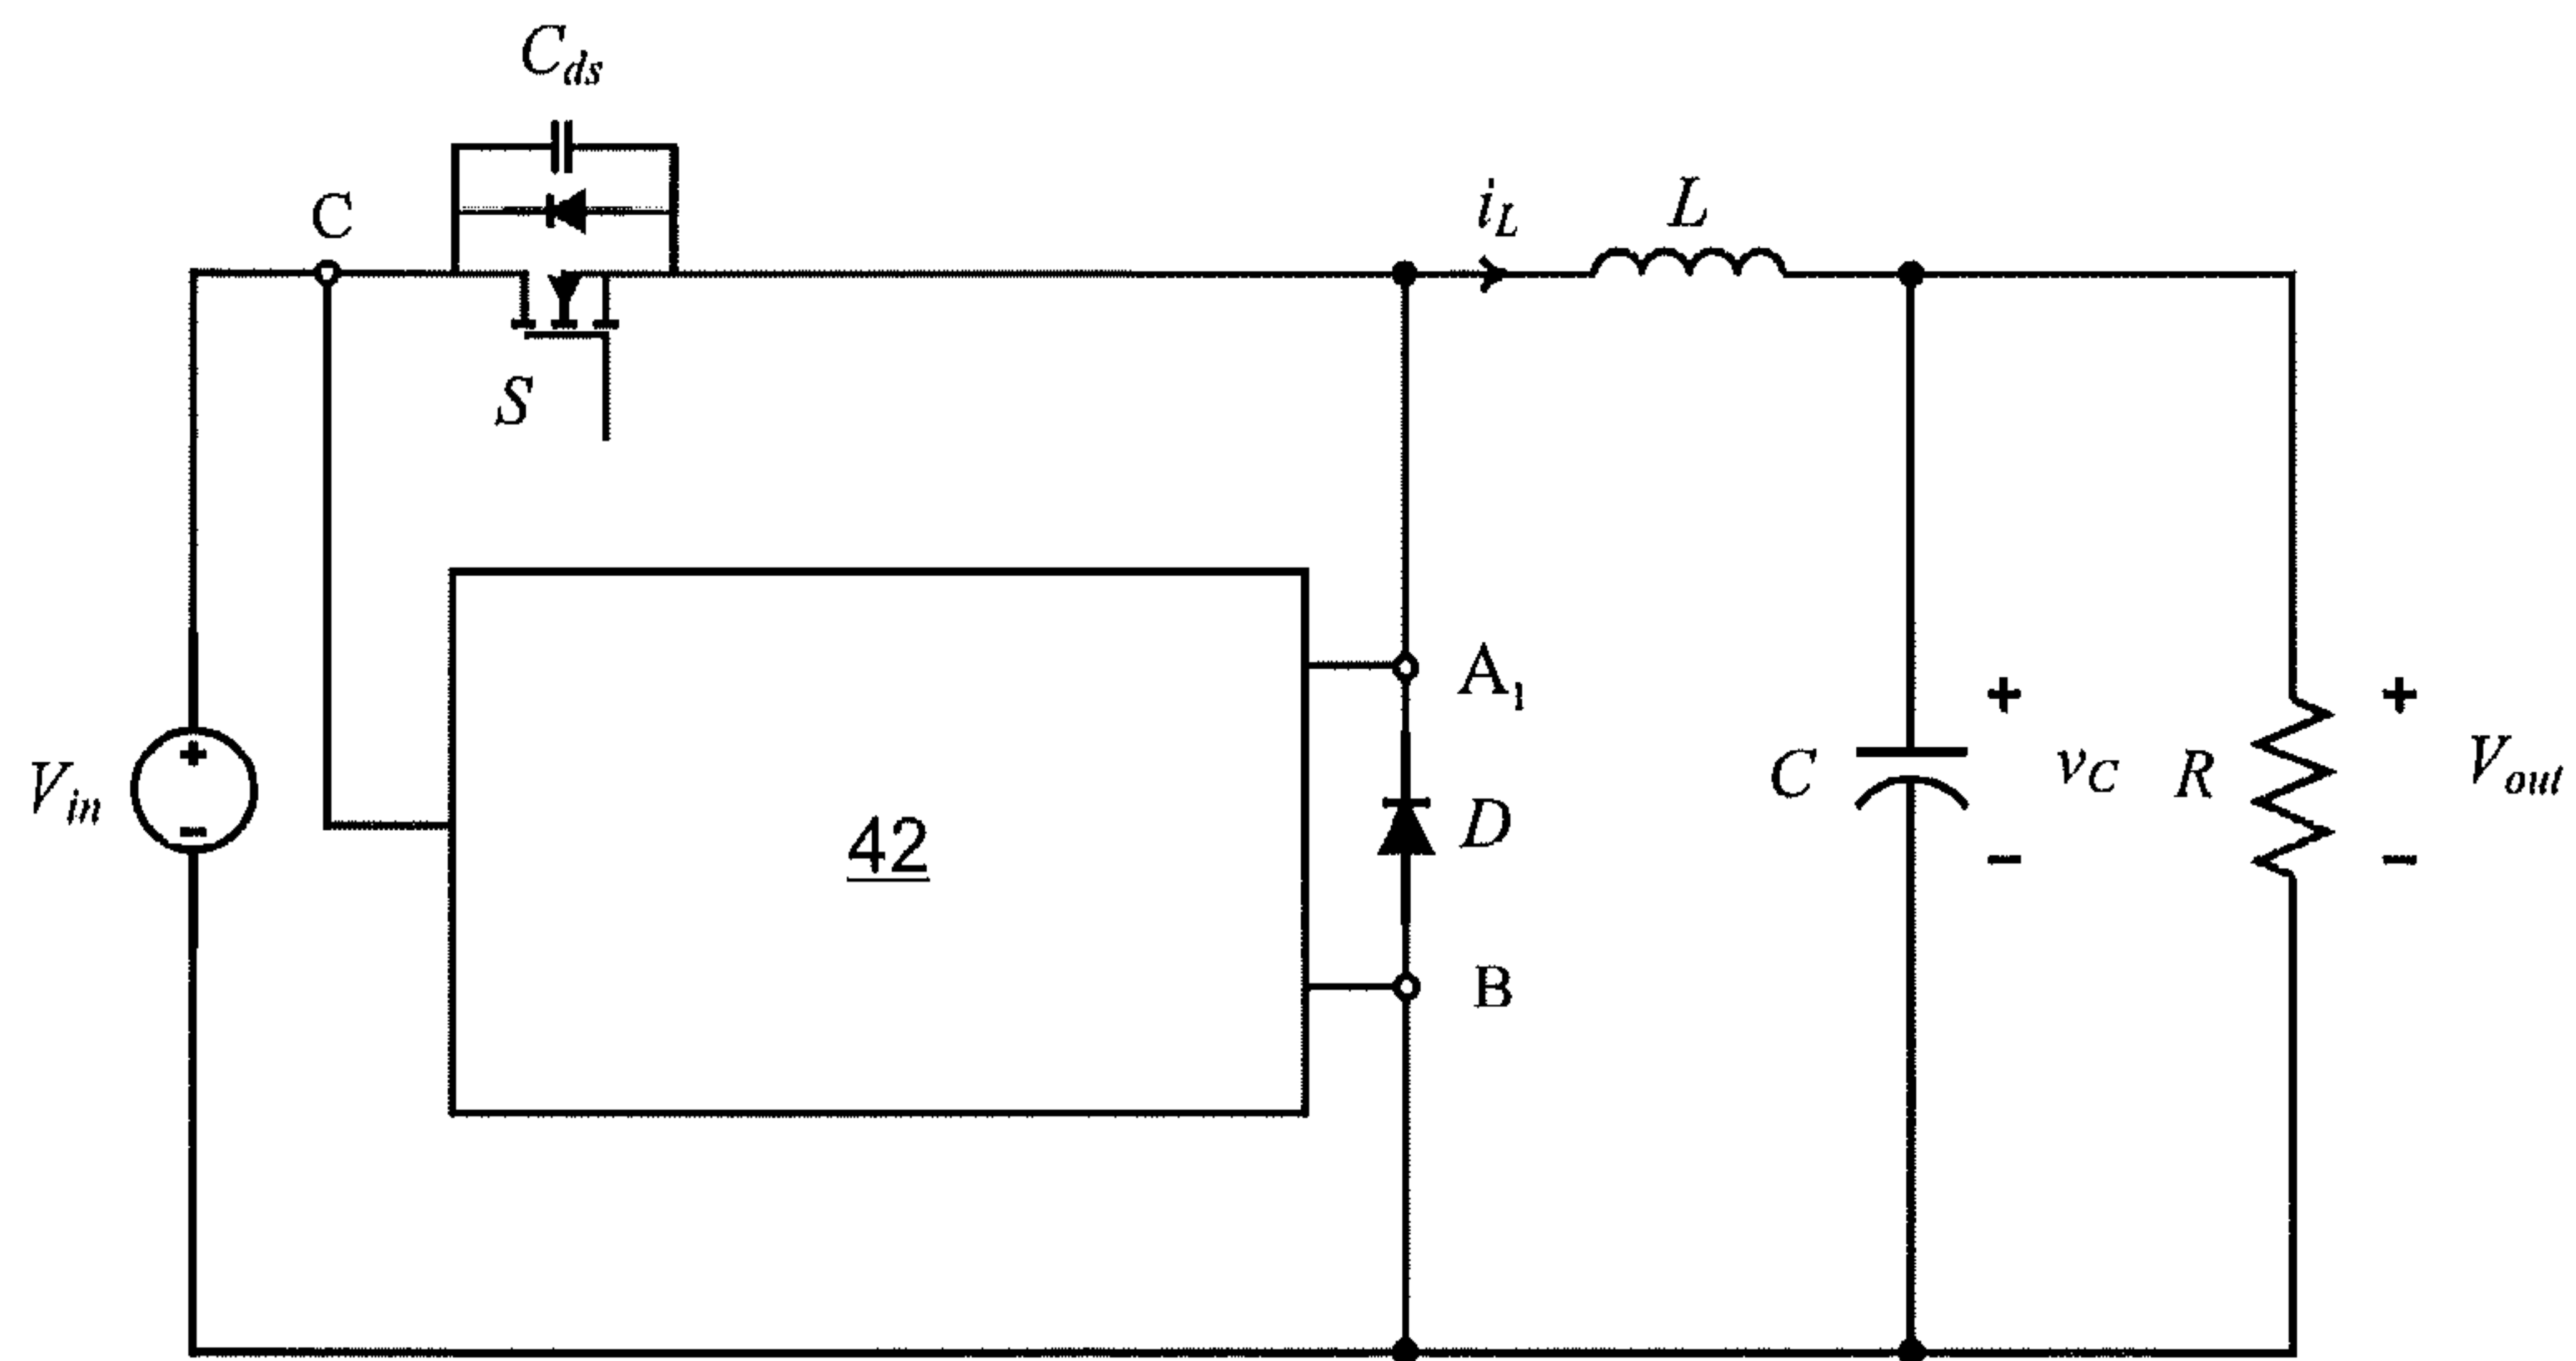 C_ds
C
i_L
L
S
A_1
V_in
+
−
42
D
C
+
v_C
−
R
+
V_out
−
B